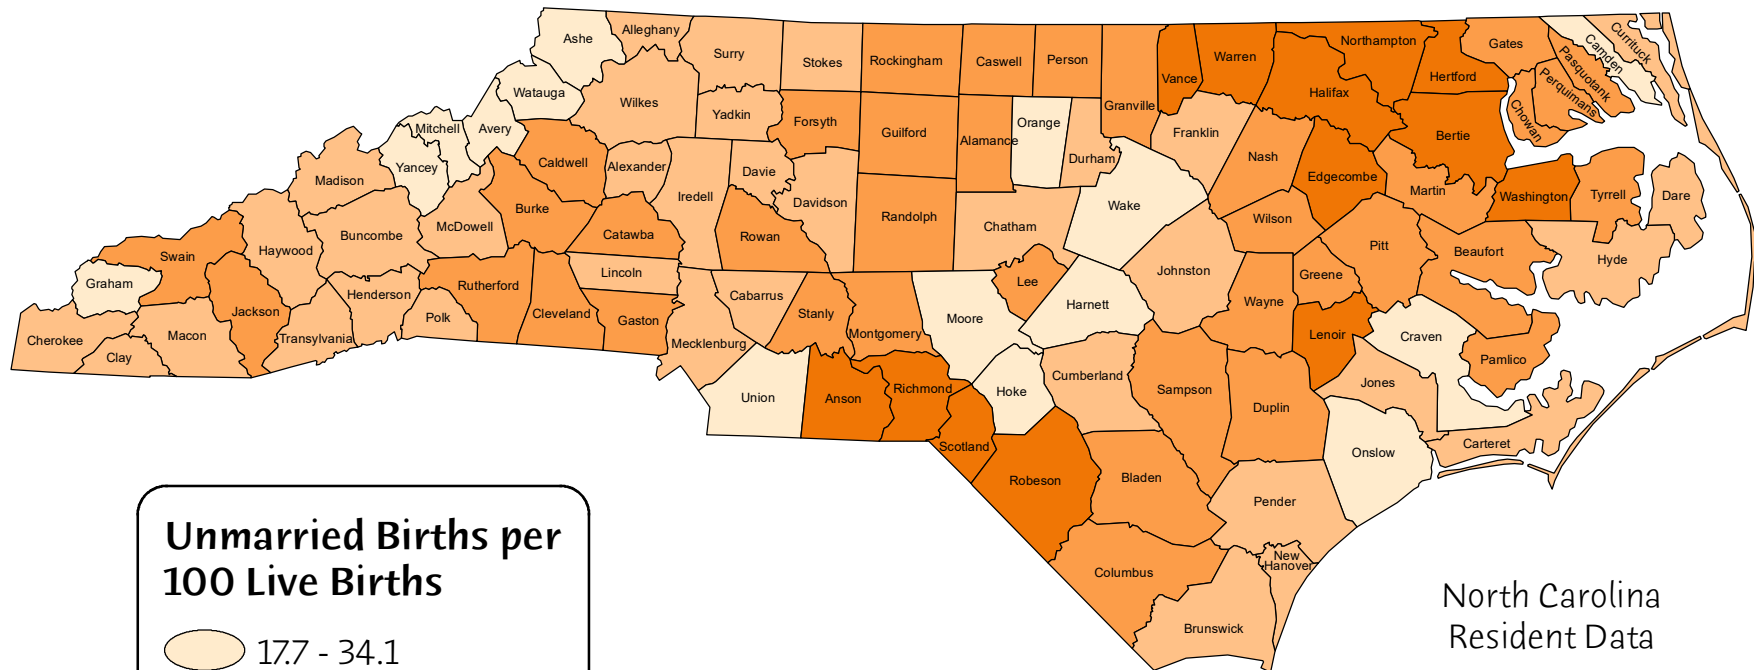 Ashe
Alleghany
Surry
Stokes
Rockingham
Caswell
Person
Granville
Vance
Warren
Northampton
Halifax
Hertford
Gates
Camden
Currituck
Pasquotank
Perquimans
Chowan
Bertie
Watauga
Wilkes
Yadkin
Forsyth
Guilford
Alamance
Orange
Durham
Franklin
Nash
Edgecombe
Martin
Washington
Tyrrell
Dare
Mitchell
Avery
Yancey
Caldwell
Alexander
Iredell
Davie
Davidson
Randolph
Chatham
Wake
Wilson
Pitt
Beaufort
Hyde
Madison
Buncombe
McDowell
Burke
Catawba
Rowan
Johnston
Greene
Swain
Haywood
Graham
Jackson
Henderson
Rutherford
Cleveland
Lincoln
Gaston
Cabarrus
Stanly
Montgomery
Moore
Lee
Harnett
Wayne
Lenoir
Craven
Pamlico
Cherokee
Clay
Macon
Transylvania
Polk
Mecklenburg
Union
Anson
Richmond
Scotland
Hoke
Cumberland
Sampson
Duplin
Jones
Carteret
Onslow
Robeson
Bladen
Pender
Columbus
New
Hanover
Brunswick
Unmarried Births per
100 Live Births
17.7 - 34.1
North Carolina
Resident Data